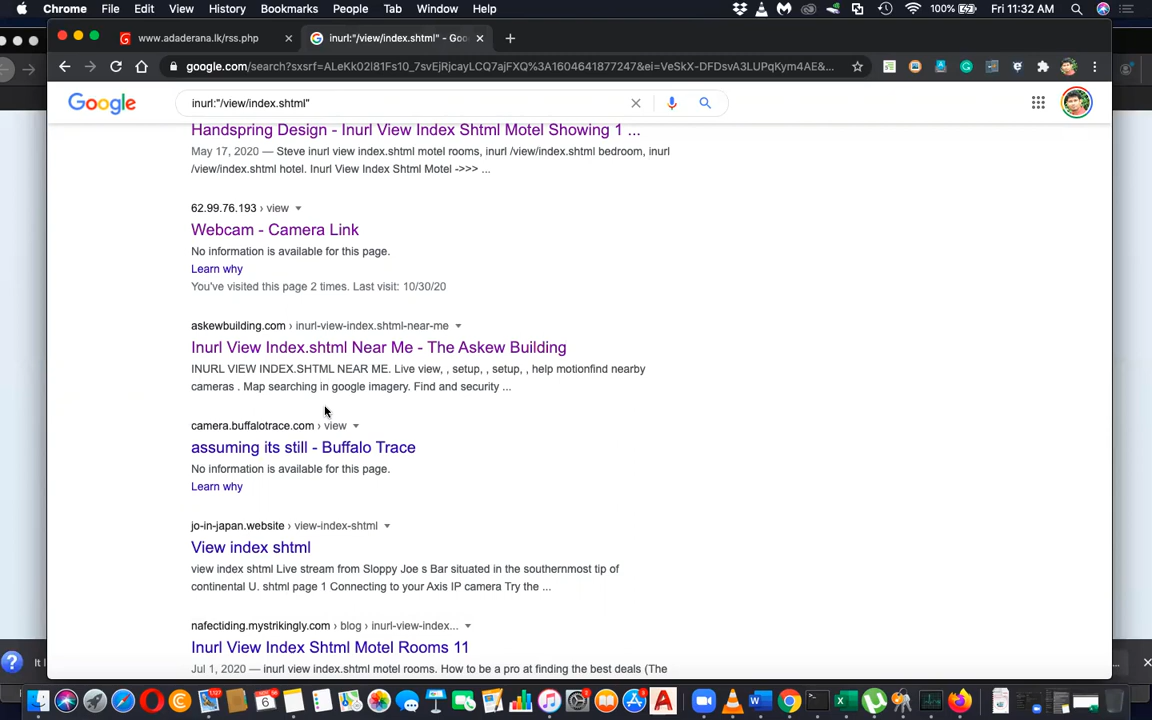 Chrome File Edit View History Bookmarks People Tab Window Help 100% Fri 11:32 AM
www.adaderana.lk/rss.php
inurl:"/view/index.shtml" - Goo
google.com/search?sxsrf=ALeKk02l81Fs10_7svEjRjcayLCQ7ajFXQ%3A1604641877247&ei=VeSkX-DFDsvA3LUPqKym4AE&...
Google
inurl:"/view/index.shtml"
Handspring Design - Inurl View Index Shtml Motel Showing 1 ...
May 17, 2020 — Steve inurl view index.shtml motel rooms, inurl /view/index.shtml bedroom, inurl
/view/index.shtml hotel. Inurl View Index Shtml Motel ->>> ...
62.99.76.193 › view
Webcam - Camera Link
No information is available for this page.
Learn why
You've visited this page 2 times. Last visit: 10/30/20
askewbuilding.com › inurl-view-index.shtml-near-me
Inurl View Index.shtml Near Me - The Askew Building
INURL VIEW INDEX.SHTML NEAR ME. Live view, , setup, , setup, , help motionfind nearby
cameras . Map searching in google imagery. Find and security ...
camera.buffalotrace.com › view
assuming its still - Buffalo Trace
No information is available for this page.
Learn why
jo-in-japan.website › view-index-shtml
View index shtml
view index shtml Live stream from Sloppy Joe s Bar situated in the southernmost tip of
continental U. shtml page 1 Connecting to your Axis IP camera Try the ...
nafectiding.mystrikingly.com › blog › inurl-view-index...
Inurl View Index Shtml Motel Rooms 11
Jul 1, 2020 — inurl view index.shtml motel rooms. How to be a pro at finding the best deals (The
It l